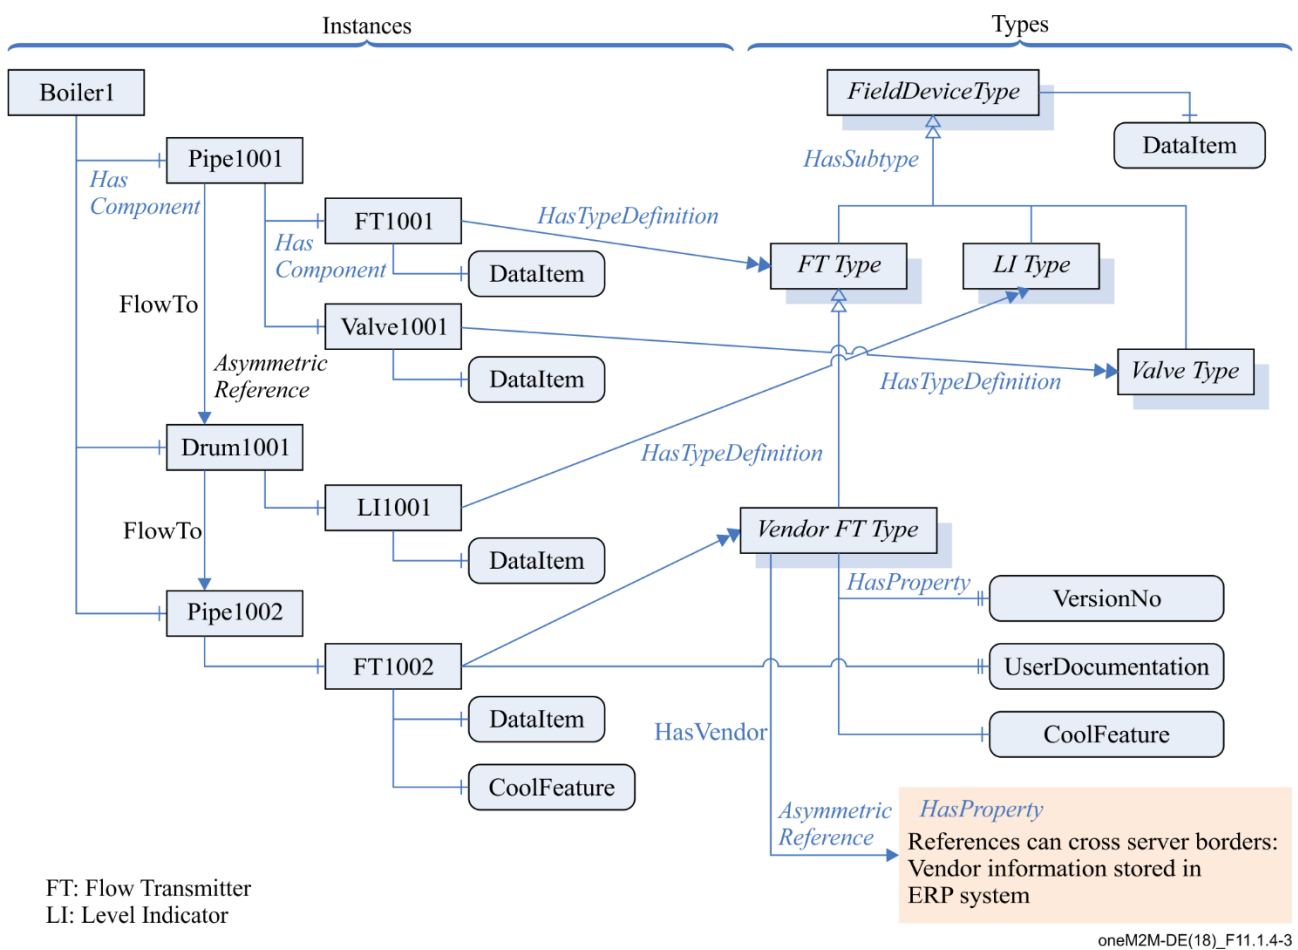 Instances
Types
Boiler1
FieldDeviceType
DataItem
Pipe1001
HasSubtype
Has
Component
FT1001
HasTypeDefinition
Has
Component
DataItem
FT Type
LI Type
FlowTo
Valve1001
Asymmetric
Reference
DataItem
HasTypeDefinition
Valve Type
Drum1001
HasTypeDefinition
LI1001
FlowTo
DataItem
Vendor FT Type
HasProperty
VersionNo
Pipe1002
FT1002
UserDocumentation
DataItem
HasVendor
CoolFeature
CoolFeature
Asymmetric
Reference
HasProperty
References can cross server borders:
Vendor information stored in
ERP system
FT: Flow Transmitter
LI: Level Indicator
oneM2M-DE(18)_F11.1.4-3